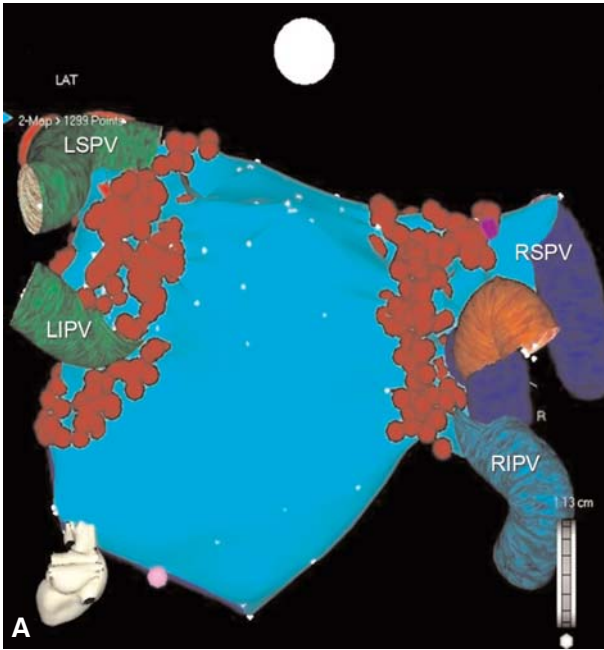 LAT
2-Map > 1299 Points
LSPV
RSPV
LIPV
R
RIPV
1.13 cm
A